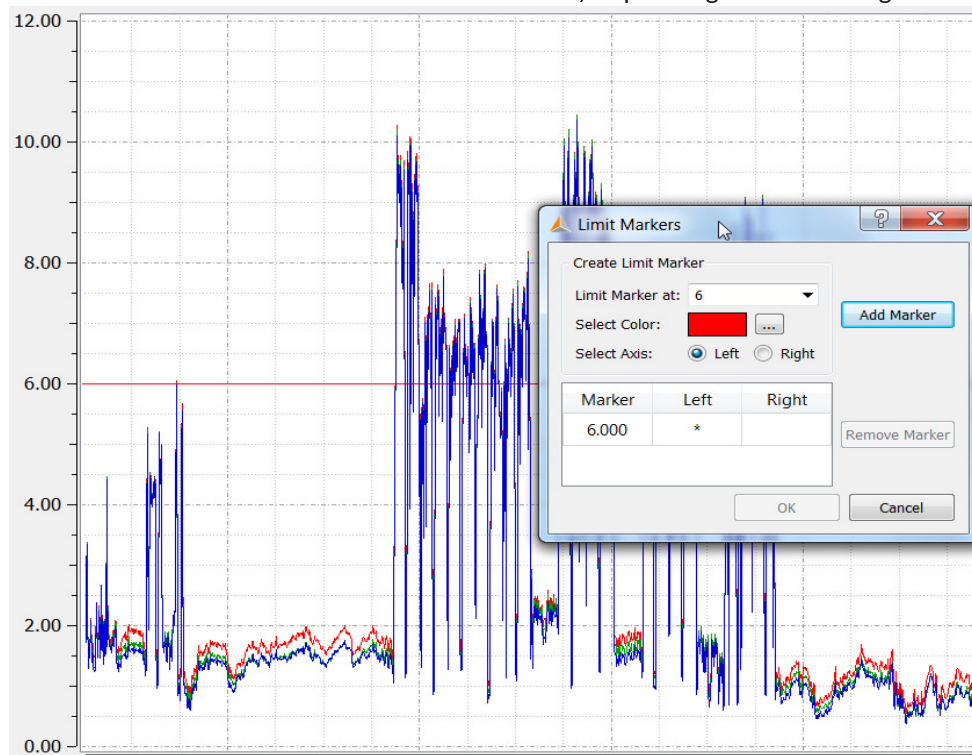 12.00
10.00
8.00
6.00
4.00
2.00
0.00
Limit Markers
?
X
Create Limit Marker
Limit Marker at: 6
Add Marker
Select Color: ...
Select Axis: Left Right
Marker Left Right
6.000 *
Remove Marker
OK Cancel